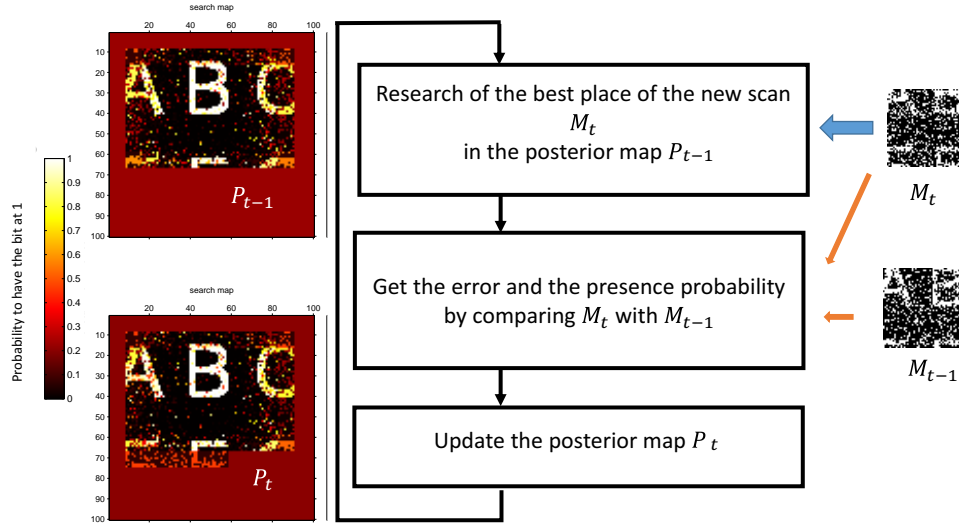 search map
20 40 60 80 100
10
20
30
40
50
60
70
80
90
100
A B C
P_{t−1}
Probability to have the bit at 1
1
0.9
0.8
0.7
0.6
0.5
0.4
0.3
0.2
0.1
0
search map
20 40 60 80 100
10
20
30
40
50
60
70
80
90
100
A B C
P_t
Research of the best place of the new scan
M_t
in the posterior map P_{t−1}
Get the error and the presence probability
by comparing M_t with M_{t−1}
Update the posterior map P_t
M_t
M_{t−1}